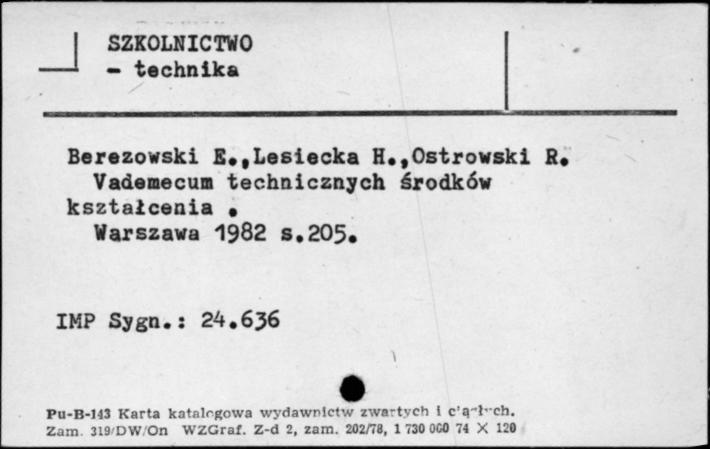 SZKOLNICTWO
- technika
Berezowski E.,Lesiecka H.,Ostrowski R.
Vademecum technicznych środków
kształcenia .
Warszawa 1982 s.205.
IMP Sygn.: 24.636
Pu-B-143 Karta katalogowa wydawnictw zwartych i
Zam. 319/DW/On WZGraf. Z-d 2, zam. 202/78, 1 730 000 74 X 120